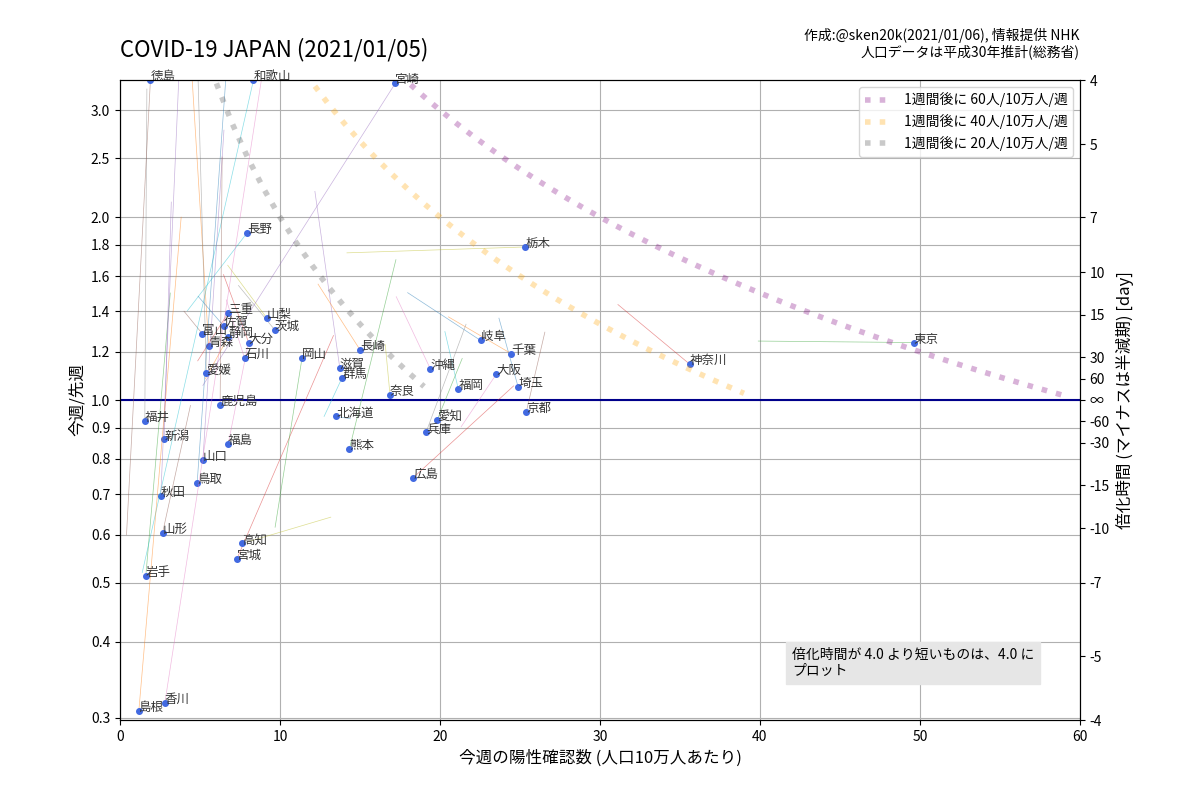 COVID-19 JAPAN (2021/01/05)
作成:@sken20k(2021/01/06), 情報提供 NHK
人口データは平成30年推計(総務省)
1週間後に 60人/10万人/週
1週間後に 40人/10万人/週
1週間後に 20人/10万人/週
徳島
和歌山
宮崎
長野
栃木
三重
山梨
佐賀
茨城
富山
静岡
青森
大分
石川
岡山
長崎
岐阜
千葉
東京
神奈川
愛媛
滋賀
群馬
沖縄
大阪
奈良
福岡
埼玉
鹿児島
福井
北海道
愛知
京都
新潟
福島
熊本
兵庫
山口
鳥取
広島
秋田
山形
高知
宮城
岩手
香川
島根
倍化時間が 4.0 より短いものは、4.0 に
プロット
3.0
2.5
2.0
1.8
1.6
1.4
1.2
1.0
0.9
0.8
0.7
0.6
0.5
0.4
0.3
今週/先週
4
5
7
10
15
30
60
∞
-60
-30
-15
-10
-7
-5
-4
倍化時間 (マイナスは半減期) [day]
0 10 20 30 40 50 60
今週の陽性確認数 (人口10万人あたり)